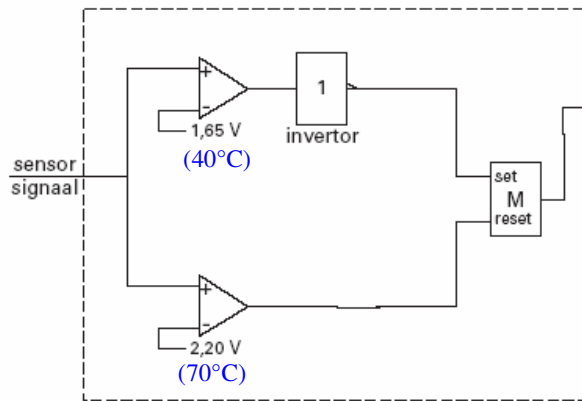 +
1
-
1,65 V
invertor
(40°C)
sensor
signaal
set
M
reset
+
-
2,20 V
(70°C)